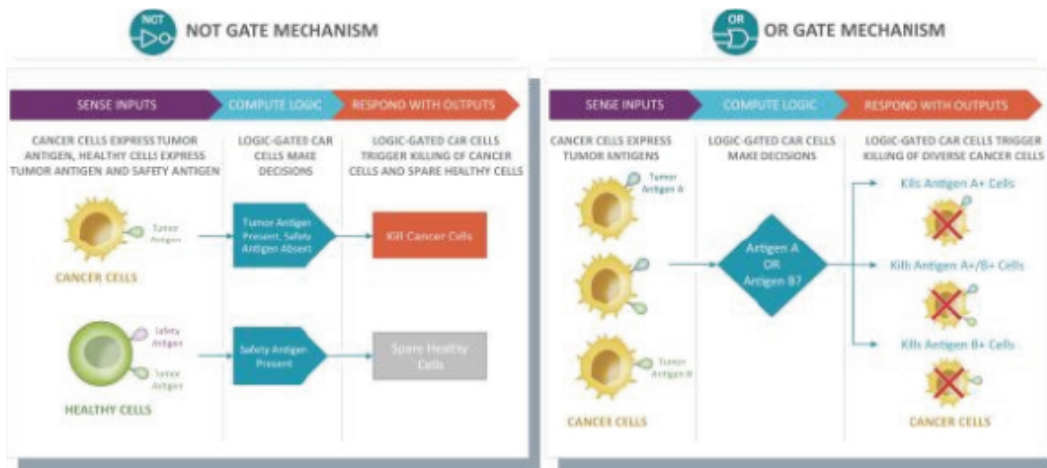 NOT
NOT GATE MECHANISM
SENSE INPUTS
COMPUTE LOGIC
RESPOND WITH OUTPUTS
CANCER CELLS EXPRESS TUMOR
ANTIGEN, HEALTHY CELLS EXPRESS
TUMOR ANTIGEN AND SAFETY ANTIGEN
LOGIC-GATED CAR
CELLS MAKE
DECISIONS
LOGIC-GATED CAR CELLS
TRIGGER KILLING OF CANCER
CELLS AND SPARE HEALTHY CELLS
Tumor
Antigen
CANCER CELLS
Tumor Antigen
Present, Safety
Antigen Absent
Kill Cancer Cells
Safety
Antigen
Tumor
Antigen
HEALTHY CELLS
Safety Antigen
Present
Spare Healthy
Cells
OR
OR GATE MECHANISM
SENSE INPUTS
COMPUTE LOGIC
RESPOND WITH OUTPUTS
CANCER CELLS EXPRESS
TUMOR ANTIGENS
LOGIC-GATED CAR CELLS
MAKE DECISIONS
LOGIC-GATED CAR CELLS TRIGGER
KILLING OF DIVERSE CANCER CELLS
Tumor
Antigen A
Tumor
Antigen B
CANCER CELLS
Antigen A
OR
Antigen B?
Kills Antigen A+ Cells
Kills Antigen A+/B+ Cells
Kills Antigen B+ Cells
CANCER CELLS